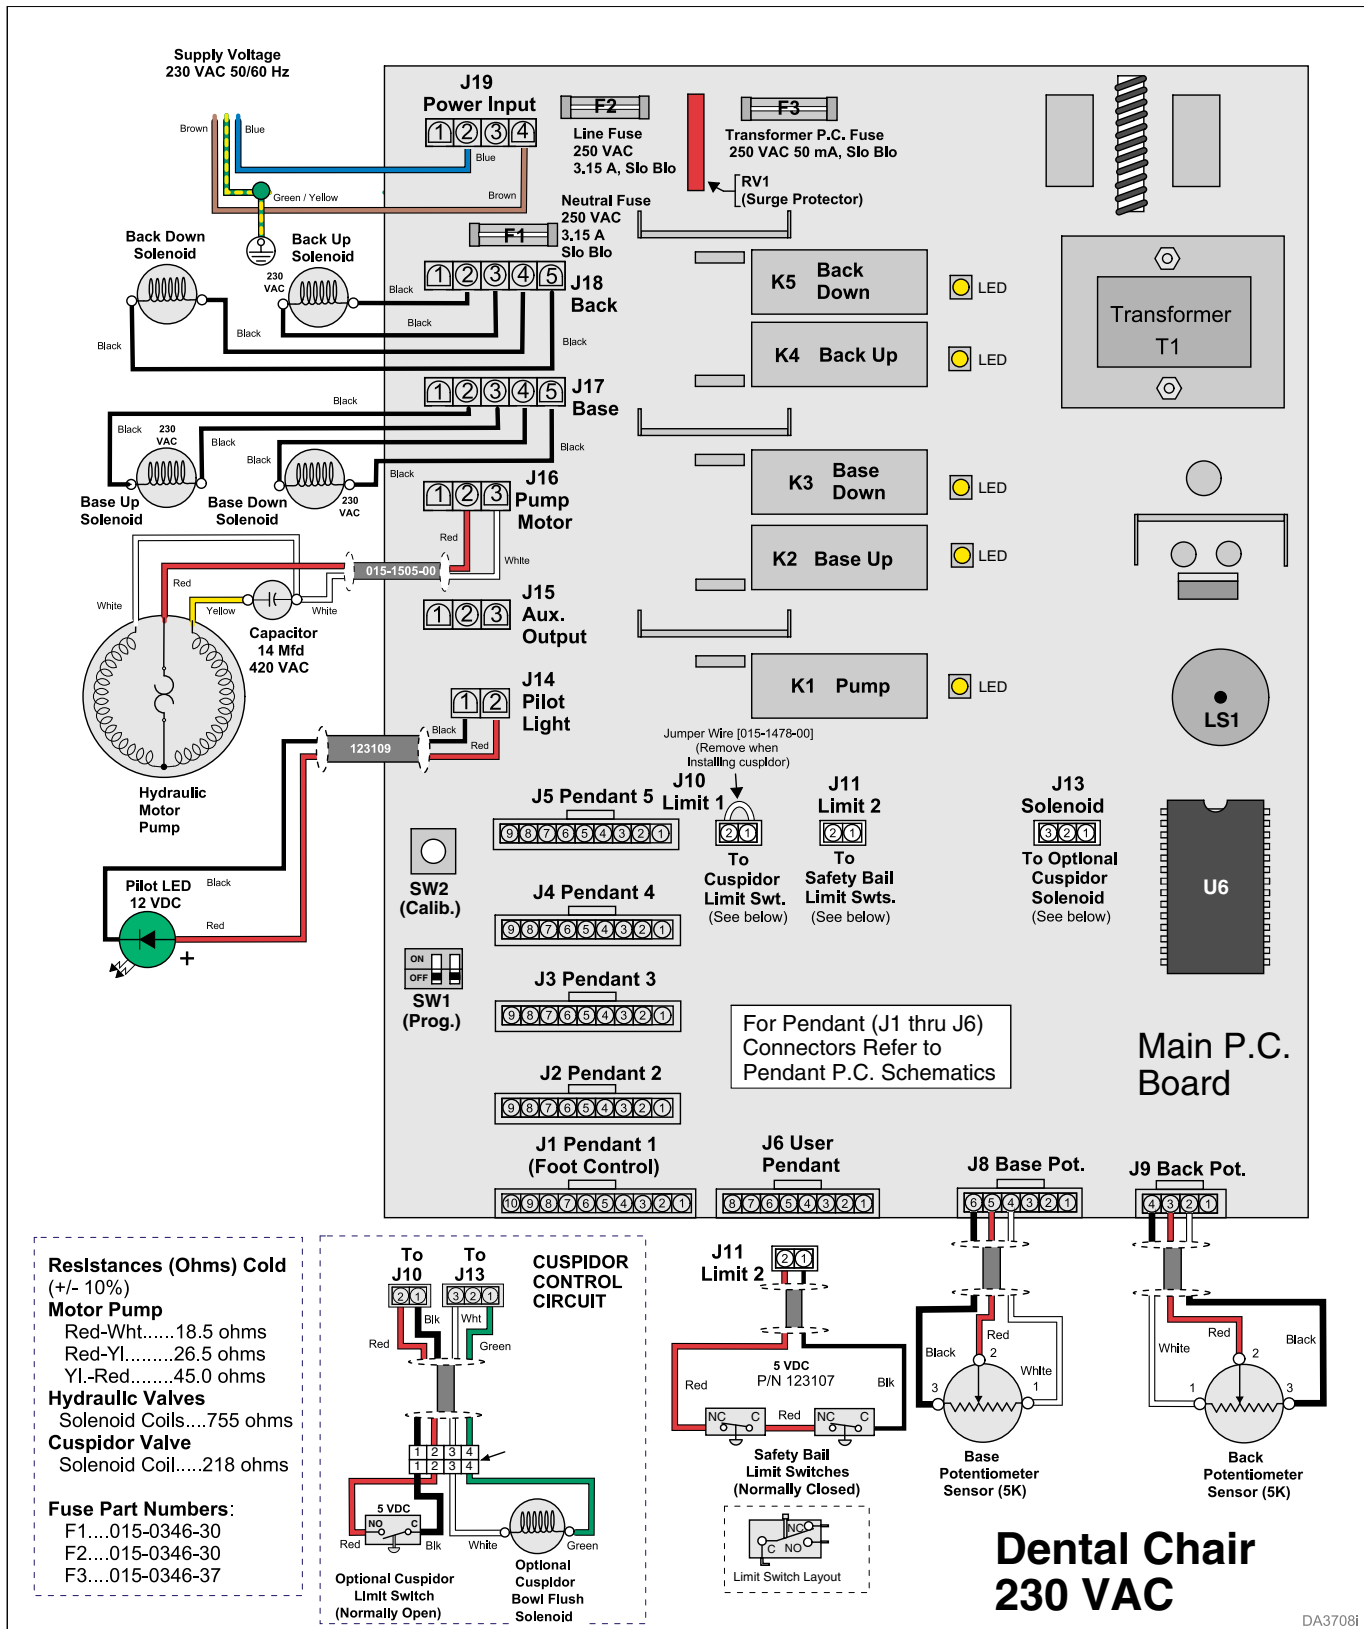 Supply Voltage
230 VAC 50/60 Hz
Brown
Blue
Green / Yellow
J19
Power Input
1 2 3 4
Blue
Brown
F2
Line Fuse
250 VAC
3.15 A, Slo Blo
F3
Transformer P.C. Fuse
250 VAC 50 mA, Slo Blo
RV1
(Surge Protector)
Neutral Fuse
250 VAC
3.15 A
Slo Blo
F1
Back Down
Solenoid
Back Up
Solenoid
230
VAC
Black
Black
Black
Black
Black
1 2 3 4 5
J18
Back
K5 Back
Down
LED
K4 Back Up
LED
Transformer
T1
1 2 3 4 5
J17
Base
Black
Black
230
VAC
Black
Black
Black
Black
Base Up
Solenoid
Base Down
Solenoid
230
VAC
J16
Pump
Motor
1 2 3
Red
White
K3 Base
Down
LED
K2 Base Up
LED
015-1505-00
Red
White
Yellow
White
Capacitor
14 Mfd
420 VAC
J15
Aux.
Output
1 2 3
K1 Pump
LED
LS1
J14
Pilot
Light
1 2
Black
Red
123109
Hydraulic
Motor
Pump
Jumper Wire [015-1478-00]
(Remove when
Installing cuspidor)
J10
Limit 1
2 1
To
Cuspidor
Limit Swt.
(See below)
J11
Limit 2
2 1
To
Safety Bail
Limit Swts.
(See below)
J13
Solenoid
3 2 1
To Optional
Cuspidor
Solenoid
(See below)
U6
J5 Pendant 5
9 8 7 6 5 4 3 2 1
SW2
(Calib.)
J4 Pendant 4
9 8 7 6 5 4 3 2 1
Pilot LED
12 VDC
Black
Red
+
ON
OFF
SW1
(Prog.)
J3 Pendant 3
9 8 7 6 5 4 3 2 1
For Pendant (J1 thru J6)
Connectors Refer to
Pendant P.C. Schematics
Main P.C.
Board
J2 Pendant 2
9 8 7 6 5 4 3 2 1
J1 Pendant 1
(Foot Control)
10 9 8 7 6 5 4 3 2 1
J6 User
Pendant
8 7 6 5 4 3 2 1
J8 Base Pot.
6 5 4 3 2 1
J9 Back Pot.
4 3 2 1
Resistances (Ohms) Cold
(+/- 10%)
Motor Pump
Red-Wht......18.5 ohms
Red-Yl.........26.5 ohms
Yl.-Red........45.0 ohms
Hydraulic Valves
Solenoid Coils....755 ohms
Cuspidor Valve
Solenoid Coil.....218 ohms
Fuse Part Numbers:
F1....015-0346-30
F2....015-0346-30
F3....015-0346-37
CUSPIDOR
CONTROL
CIRCUIT
To
J10
To
J13
2 1
3 2 1
Blk
Wht
Red
Green
1 2 3 4
1 2 3 4
5 VDC
NO C
Red
Blk
White
Green
Optional Cuspidor
Limit Switch
(Normally Open)
Optional
Cuspidor
Bowl Flush
Solenoid
J11
Limit 2
2 1
5 VDC
P/N 123107
Red
Blk
NC C
Red
NC C
Safety Bail
Limit Switches
(Normally Closed)
NC
C NO
Limit Switch Layout
Black
Red
White
2
3
1
Base
Potentiometer
Sensor (5K)
White
Red
Black
2
1
3
Back
Potentiometer
Sensor (5K)
Dental Chair
230 VAC
DA3708i